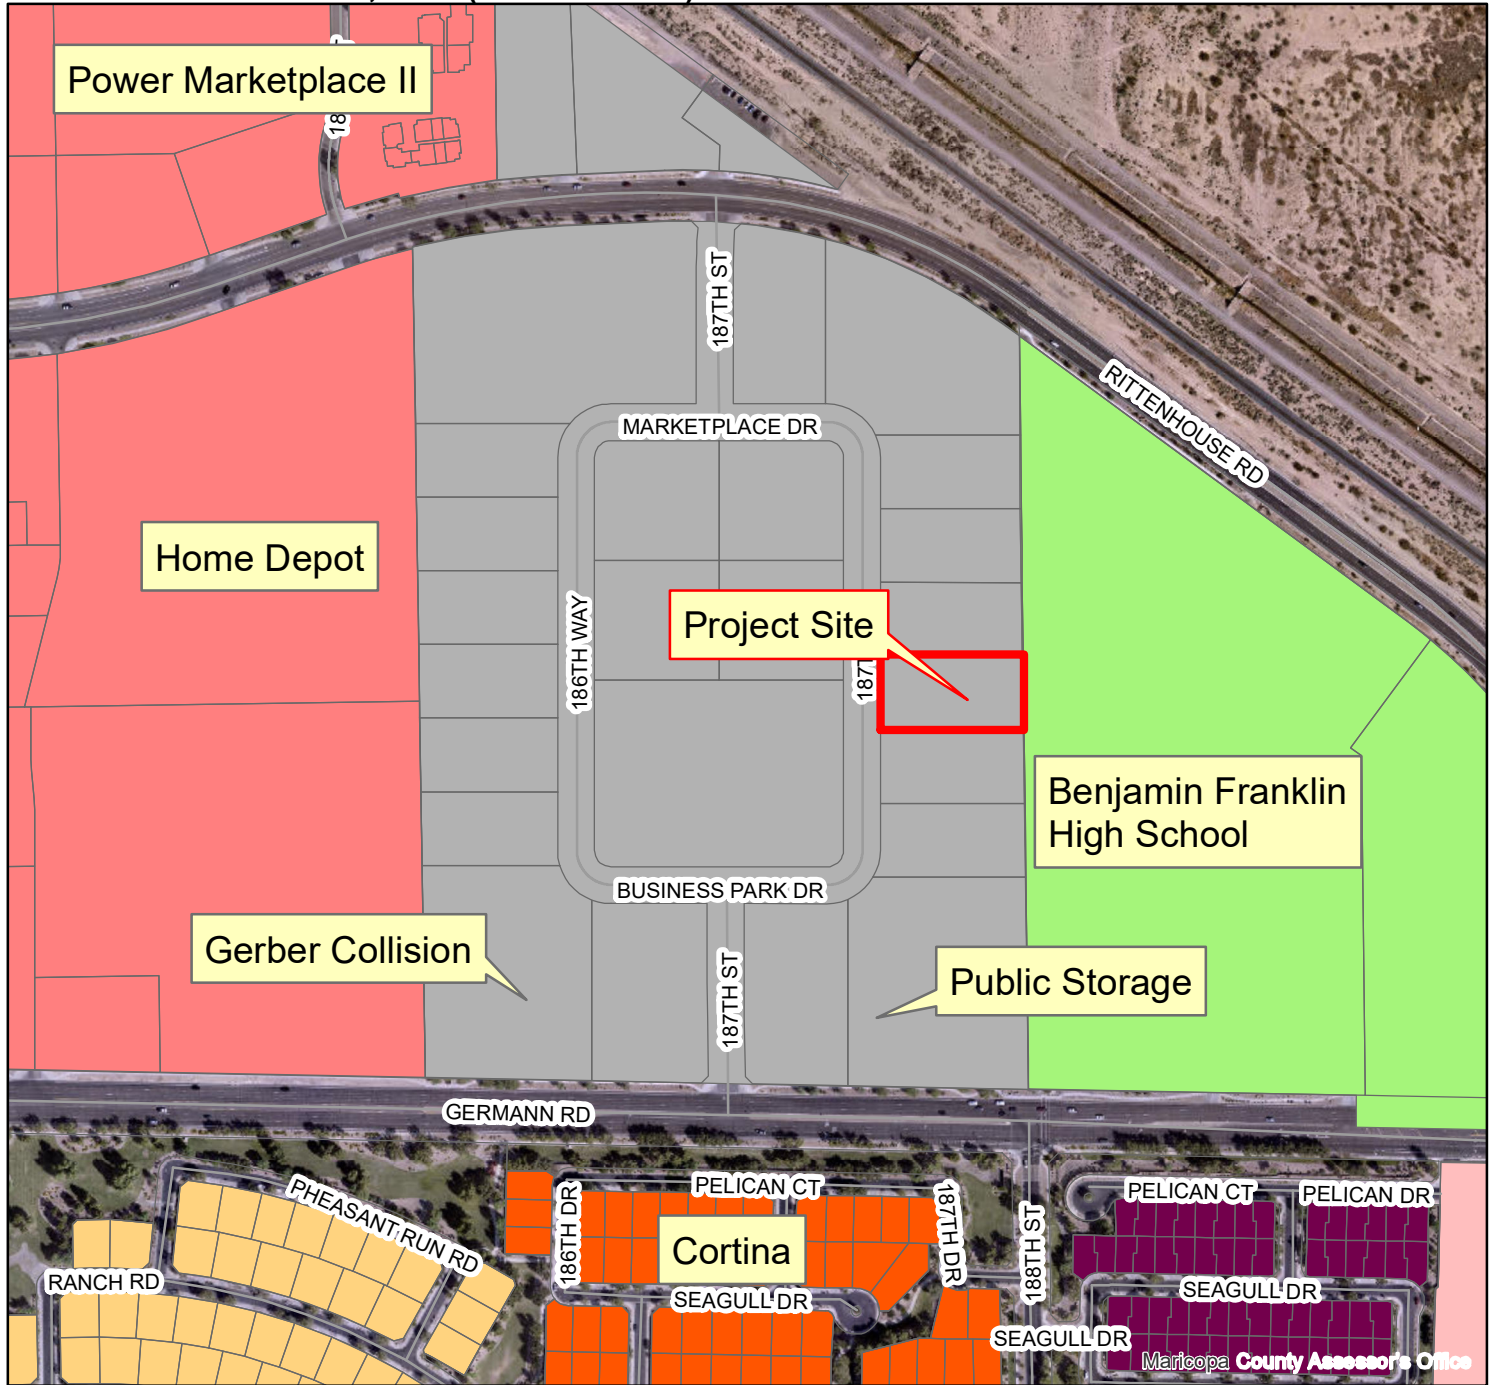 Power Marketplace II
18
187TH ST
MARKETPLACE DR
RITTENHOUSE RD
Home Depot
186TH WAY
Project Site
187T
Benjamin Franklin
High School
BUSINESS PARK DR
Gerber Collision
187TH ST
Public Storage
GERMANN RD
PHEASANT RUN RD
RANCH RD
186TH DR
PELICAN CT
Cortina
187TH DR
SEAGULL DR
188TH ST
PELICAN CT
PELICAN DR
SEAGULL DR
SEAGULL DR
Maricopa County Assessor's Office